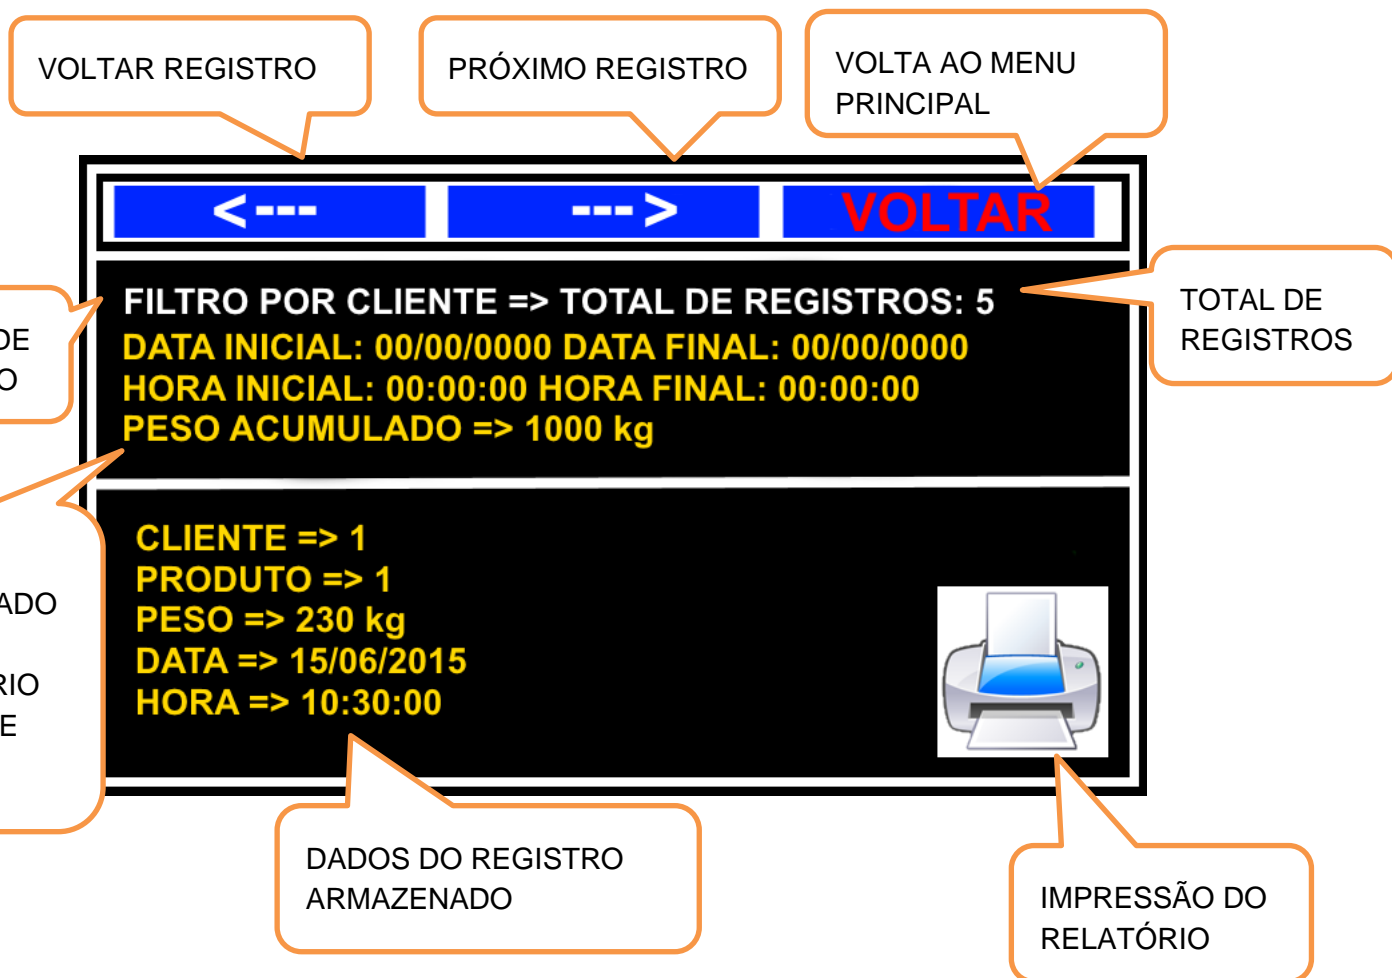 VOLTAR REGISTRO
PRÓXIMO REGISTRO
VOLTA AO MENU
PRINCIPAL
<---
--->
VOLTAR
FILTRO POR CLIENTE => TOTAL DE REGISTROS: 5
DATA INICIAL: 00/00/0000 DATA FINAL: 00/00/0000
HORA INICIAL: 00:00:00 HORA FINAL: 00:00:00
PESO ACUMULADO => 1000 kg
TOTAL DE
REGISTROS
DE
O
CLIENTE => 1
PRODUTO => 1
PESO => 230 kg
DATA => 15/06/2015
HORA => 10:30:00
ADO
RIO
E
DADOS DO REGISTRO
ARMAZENADO
IMPRESSÃO DO
RELATÓRIO